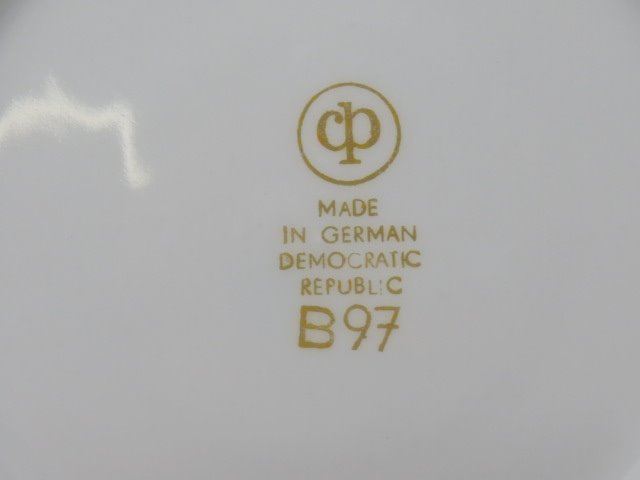 cp
MADE
IN GERMAN
DEMOCRATIC
REPUBLIC
B97